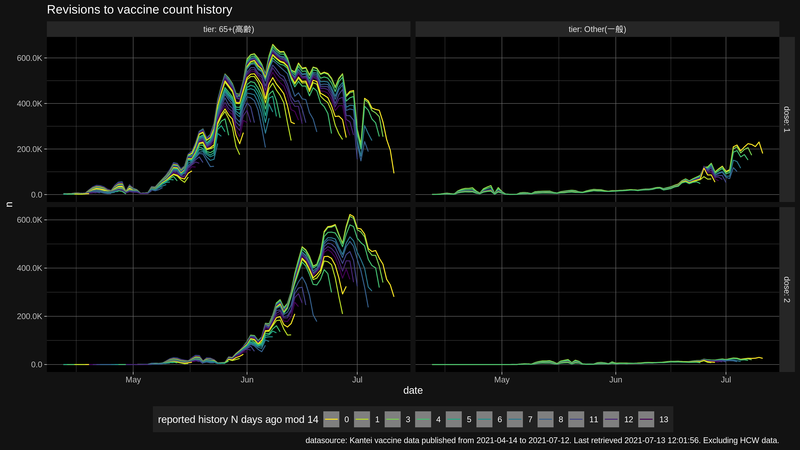 Revisions to vaccine count history
tier: 65+(高齢)
tier: Other(一般)
600.0K
400.0K
200.0K
0.0
dose: 1
n
600.0K
400.0K
200.0K
0.0
dose: 2
May
Jun
Jul
May
Jun
Jul
date
reported history N days ago mod 14
0
1
3
4
5
6
7
8
11
12
13
datasource: Kantei vaccine data published from 2021-04-14 to 2021-07-12. Last retrieved 2021-07-13 12:01:56. Excluding HCW data.